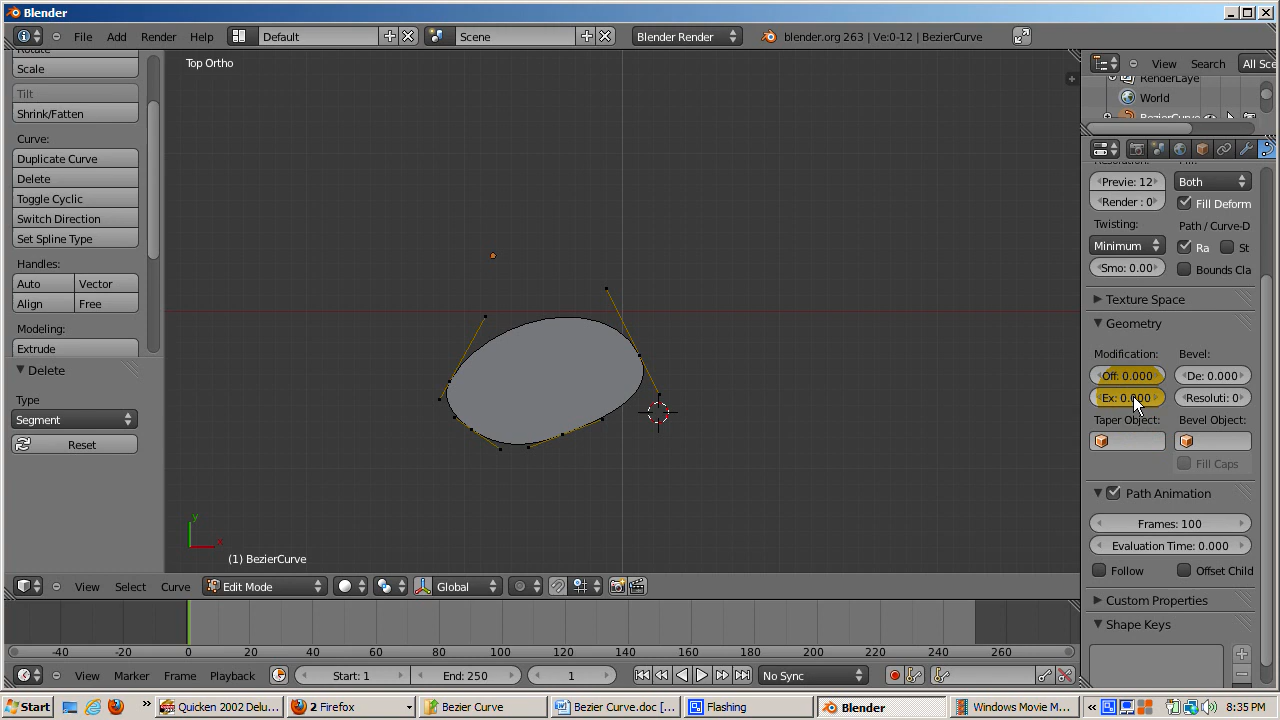 Blender
File Add Render Help Default Scene Blender Render blender.org 263 | Ve:0-12 | BezierCurve
Rotate
Scale
Tilt
Shrink/Fatten
Curve:
Duplicate Curve
Delete
Toggle Cyclic
Switch Direction
Set Spline Type
Handles:
Auto Vector
Align Free
Modeling:
Extrude
Delete
Type
Segment
Reset
Top Ortho
y
x
(1) BezierCurve
View Select Curve Edit Mode Global
-40 -20 0 20 40 60 80 100 120 140 160 180 200 220 240 260
View Marker Frame Playback Start: 1 End: 250 1 No Sync
View Search All Sce
RenderLaye
World
BezierCurve
Resolution: Fill:
Previe: 12 Both
Render : 0 Fill Deform
Twisting: Path / Curve-D
Minimum Ra St
Smo: 0.00 Bounds Cla
Texture Space
Geometry
Modification: Bevel:
Off: 0.000 De: 0.000
Ex: 0.000 Resoluti: 0
Taper Object: Bevel Object:
Fill Caps
Path Animation
Frames: 100
Evaluation Time: 0.000
Follow Offset Child
Custom Properties
Shape Keys
Start » Quicken 2002 Delu... 2 Firefox Bezier Curve Bezier Curve.doc [... Flashing Blender Windows Movie M... « 8:35 PM